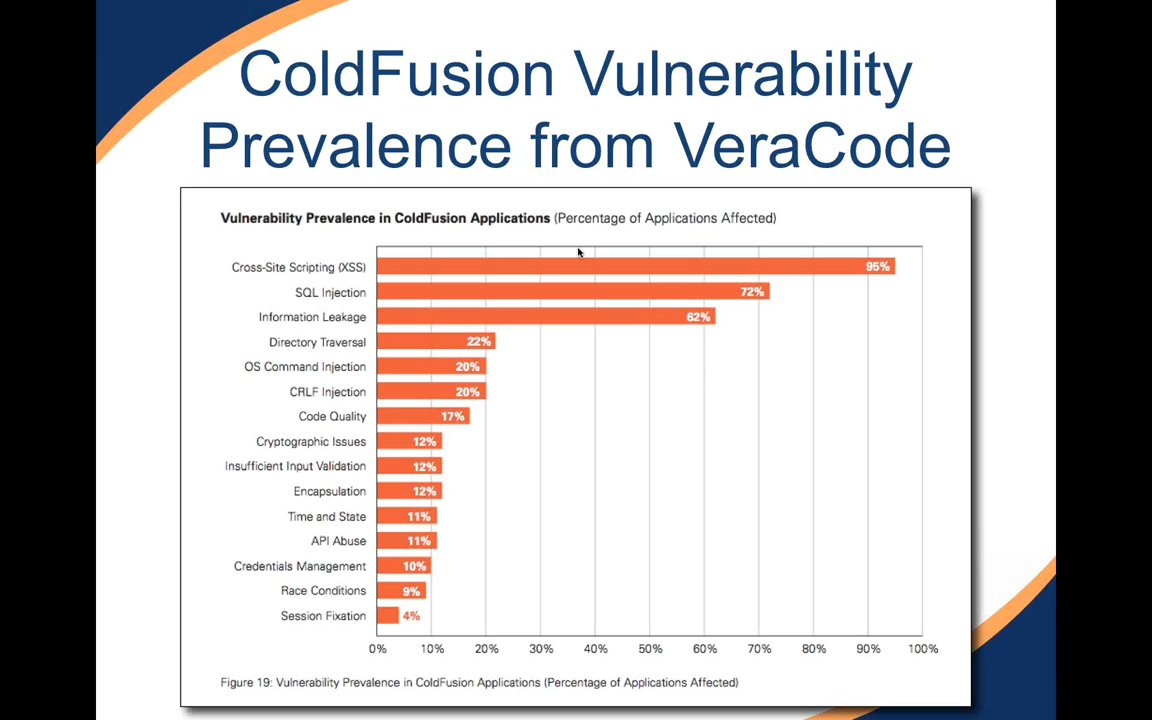 ColdFusion Vulnerability
Prevalence from VeraCode
Vulnerability Prevalence in ColdFusion Applications (Percentage of Applications Affected)
Cross-Site Scripting (XSS) 95%
SQL Injection 72%
Information Leakage 62%
Directory Traversal 22%
OS Command Injection 20%
CRLF Injection 20%
Code Quality 17%
Cryptographic Issues 12%
Insufficient Input Validation 12%
Encapsulation 12%
Time and State 11%
API Abuse 11%
Credentials Management 10%
Race Conditions 9%
Session Fixation 4%
0% 10% 20% 30% 40% 50% 60% 70% 80% 90% 100%
Figure 19: Vulnerability Prevalence in ColdFusion Applications (Percentage of Applications Affected)